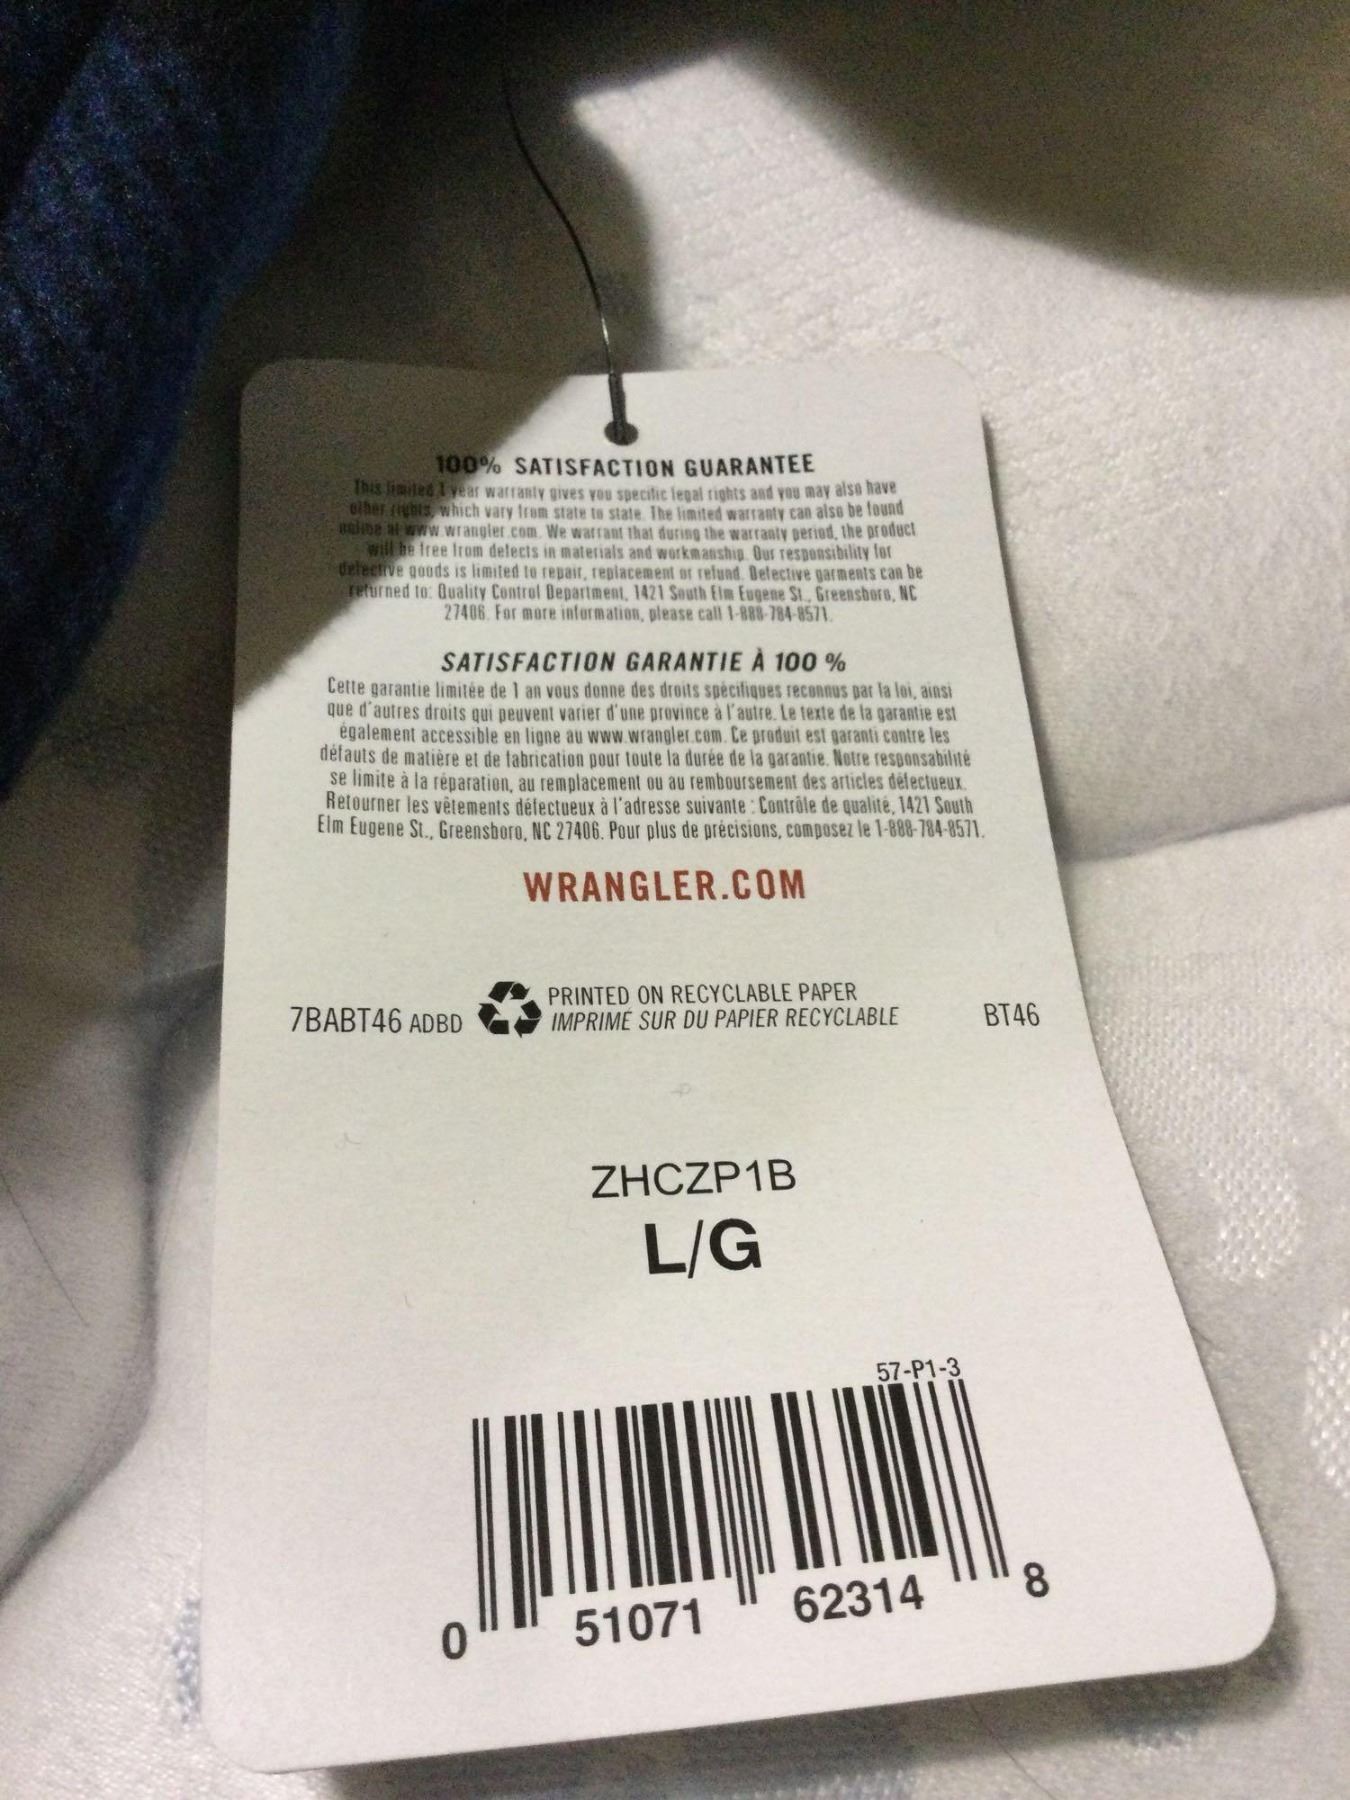 100% SATISFACTION GUARANTEE
This limited 1 year warranty gives you specific legal rights and you may also have
other rights, which vary from state to state. The limited warranty can also be found
online at www.wrangler.com. We warrant that during the warranty period, the product
will be free from defects in materials and workmanship. Our responsibility for
defective goods is limited to repair, replacement or refund. Defective garments can be
returned to: Quality Control Department, 1421 South Elm Eugene St., Greensboro, NC
27406. For more information, please call 1-888-784-8571.
SATISFACTION GARANTIE À 100 %
Cette garantie limitée de 1 an vous donne des droits spécifiques reconnus par la loi, ainsi
que d'autres droits qui peuvent varier d'une province à l'autre. Le texte de la garantie est
également accessible en ligne au www.wrangler.com. Ce produit est garanti contre les
défauts de matière et de fabrication pour toute la durée de la garantie. Notre responsabilité
se limite à la réparation, au remplacement ou au remboursement des articles défectueux.
Retourner les vêtements défectueux à l'adresse suivante : Contrôle de qualité, 1421 South
Elm Eugene St., Greensboro, NC 27406. Pour plus de précisions, composez le 1-888-784-8571.
WRANGLER.COM
PRINTED ON RECYCLABLE PAPER
7BABT46 ADBD IMPRIMÉ SUR DU PAPIER RECYCLABLE BT46
ZHCZP1B
L/G
57-P1-3
0 51071 62314 8